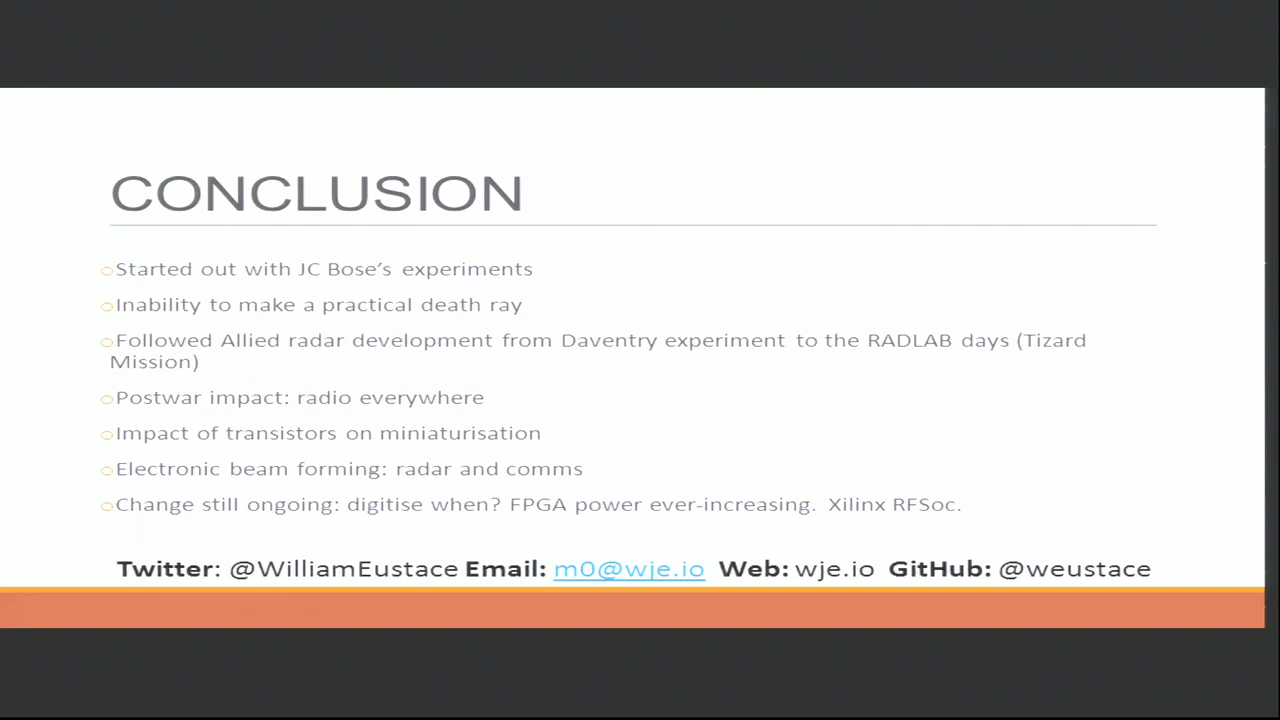 CONCLUSION
Started out with JC Bose's experiments
Inability to make a practical death ray
Followed Allied radar development from Daventry experiment to the RADLAB days (Tizard
Mission)
Postwar impact: radio everywhere
Impact of transistors on miniaturisation
Electronic beam forming: radar and comms
Change still ongoing: digitise when? FPGA power ever-increasing. Xilinx RFSoc.
Twitter: @WilliamEustace Email: m0@wje.io Web: wje.io GitHub: @weustace